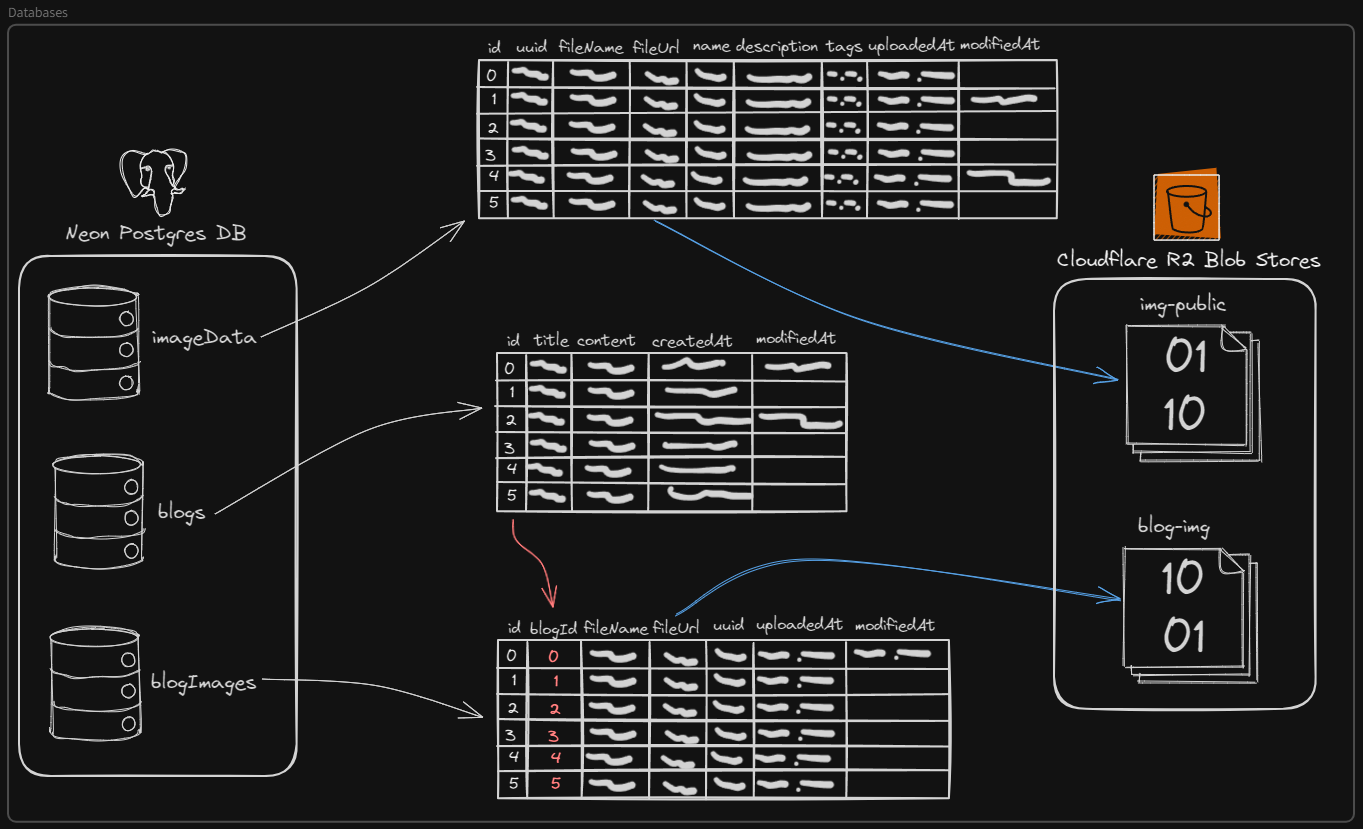 Databases
id uuid fileName fileUrl name description tags uploadedAt modifiedAt
0
1
2
3
4
5
Neon Postgres DB
imageData
blogs
blogImages
id title content createdAt modifiedAt
0
1
2
3
4
5
id blogId fileName fileUrl uuid uploadedAt modifiedAt
0 0
1 1
2 2
3 3
4 4
5 5
Cloudflare R2 Blob Stores
img-public
01
10
blog-img
10
01